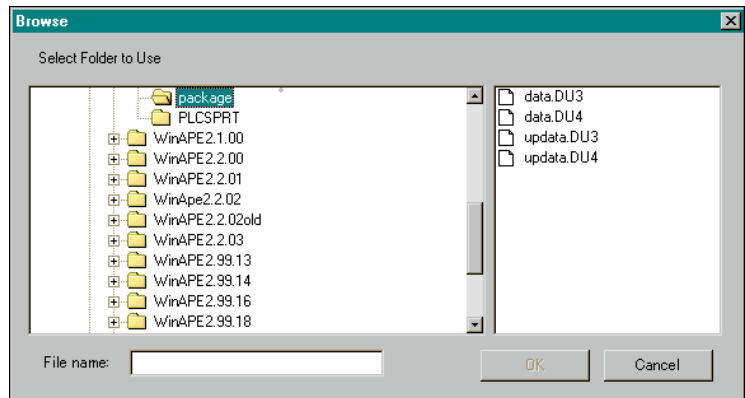 Browse
Select Folder to Use
package
PLCSPRT
WinAPE2.1.00
WinAPE2.2.00
WinAPE2.2.01
WinApe2.2.02
WinAPE2.2.02old
WinAPE2.2.03
WinAPE2.99.13
WinAPE2.99.14
WinAPE2.99.16
WinAPE2.99.18
data.DU3
data.DU4
updata.DU3
updata.DU4
File name:
OK
Cancel